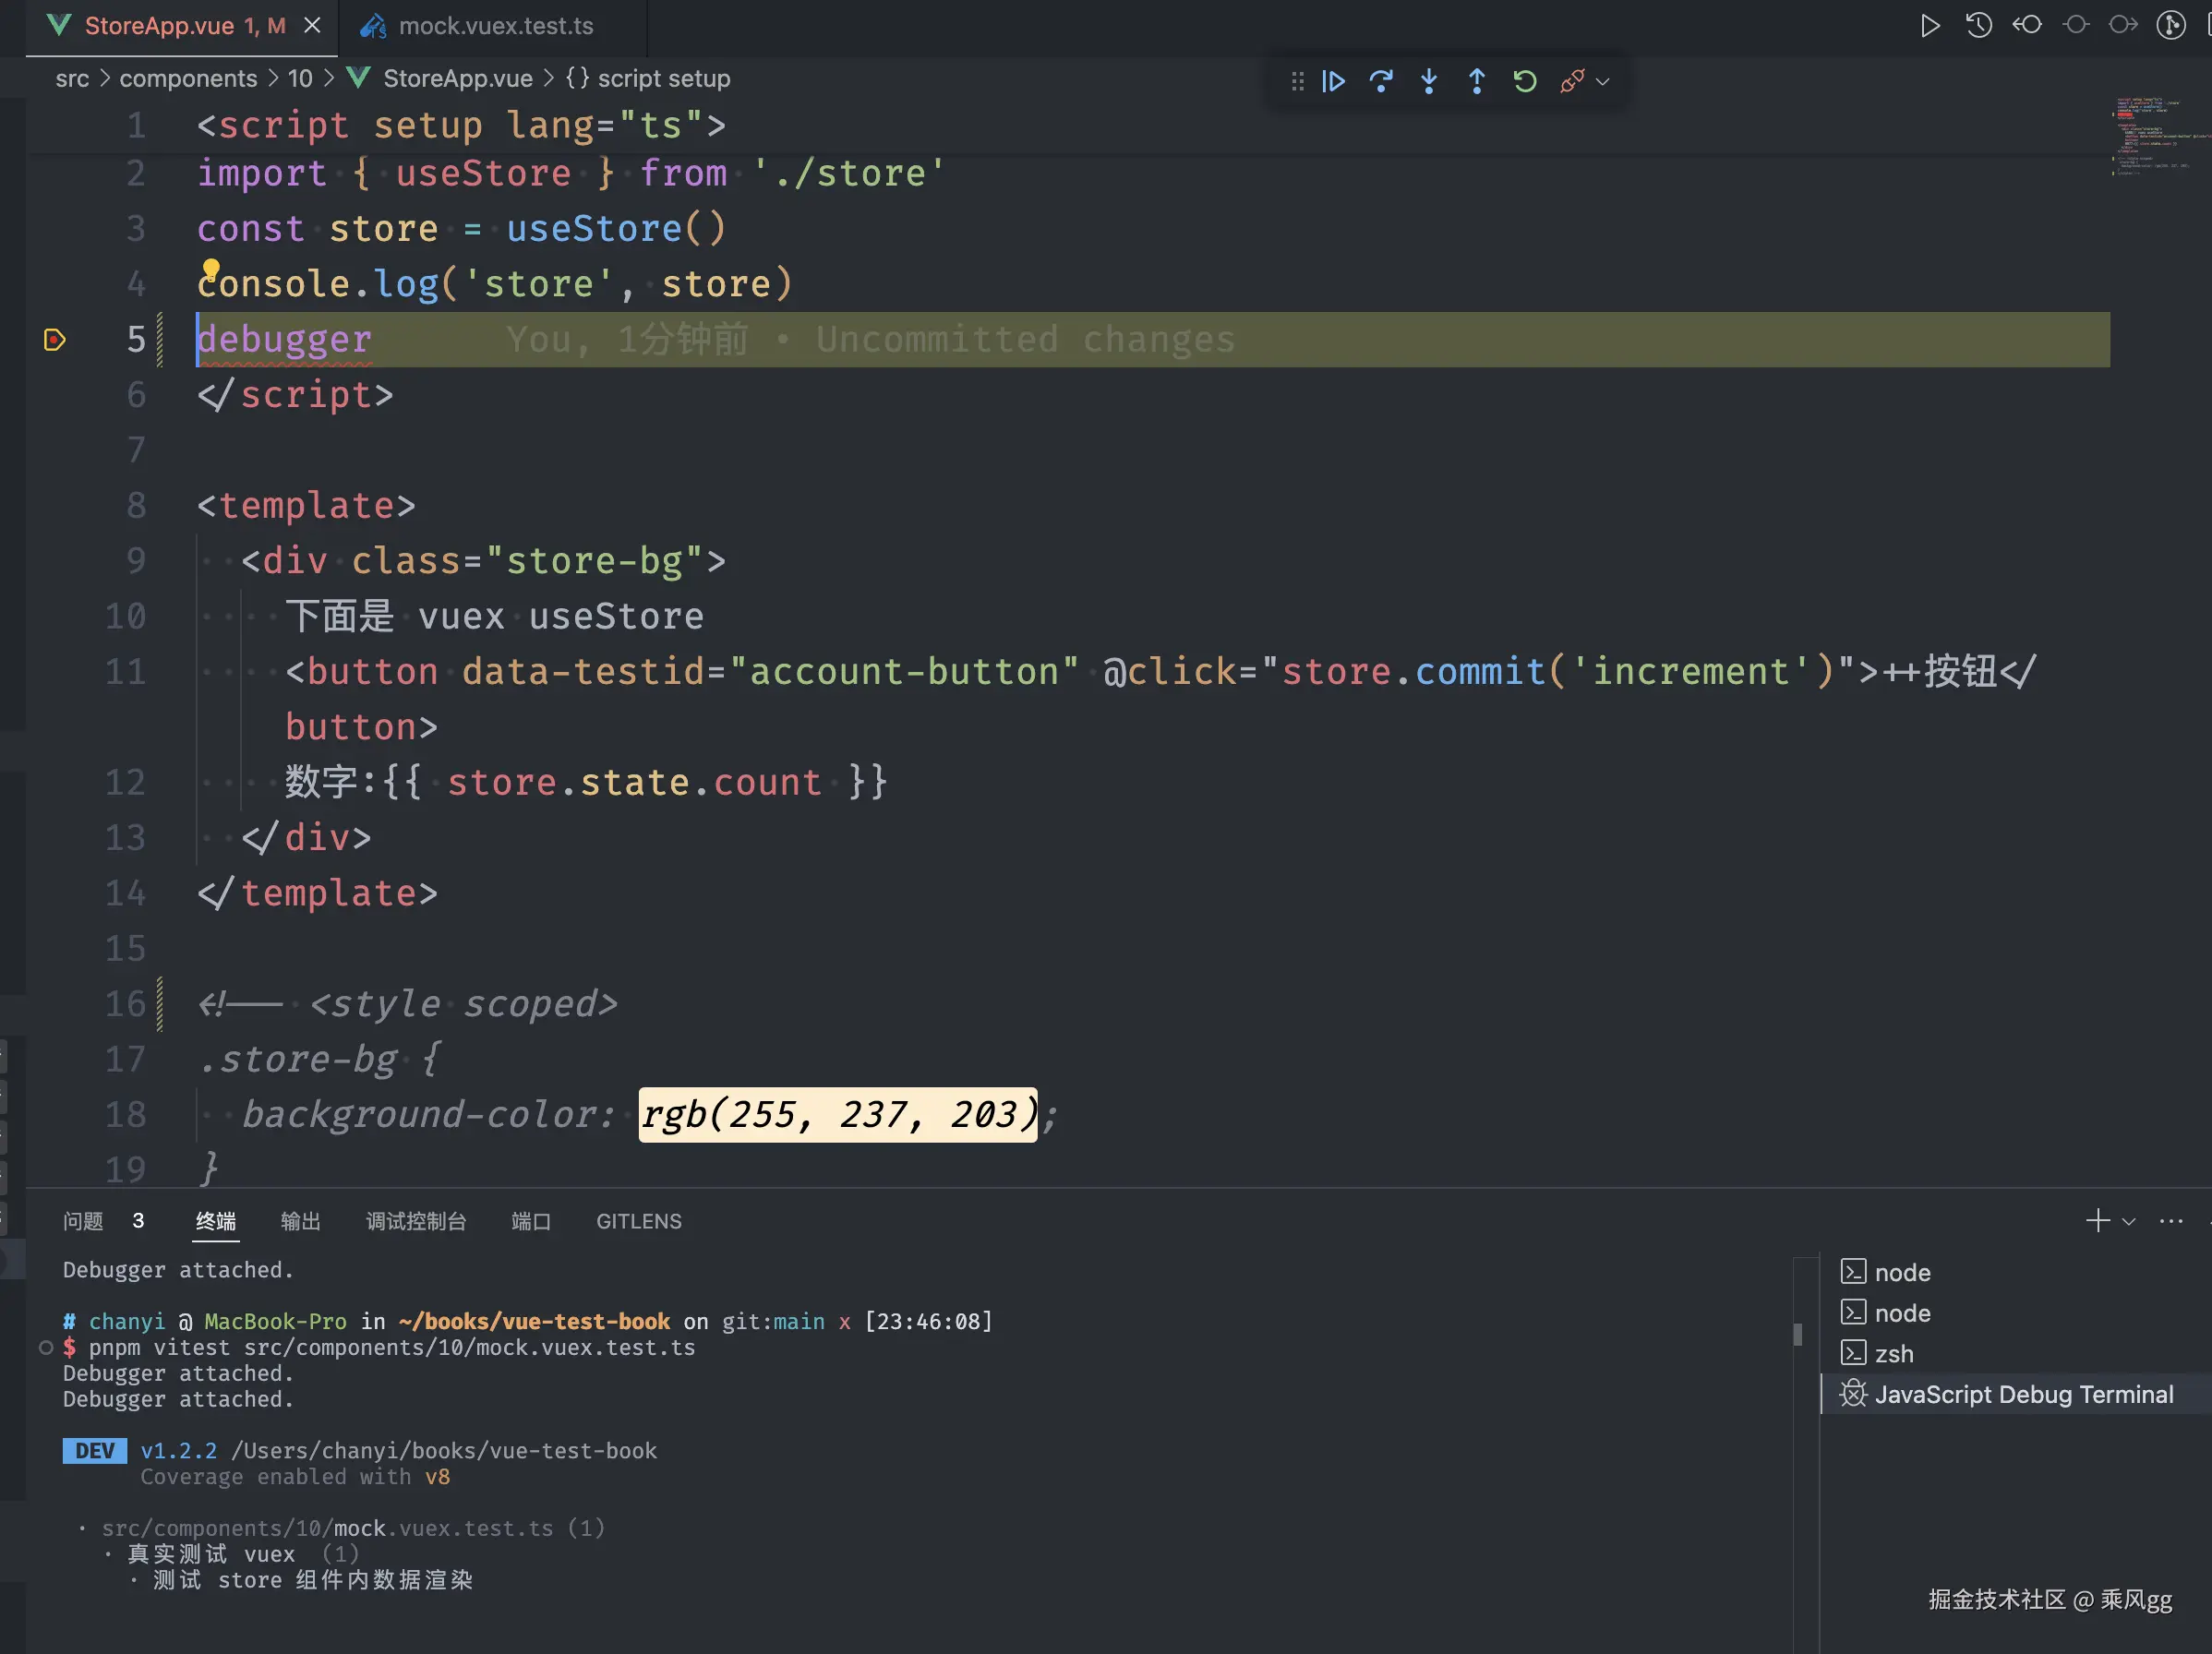 StoreApp.vue 1, M
mock.vuex.test.ts
src > components > 10 > StoreApp.vue > {} script setup
1 <script setup lang="ts">
2 import { useStore } from './store'
3 const store = useStore()
4 console.log('store', store)
5 debugger You, 1分钟前 • Uncommitted changes
6 </script>
7
8 <template>
9 <div class="store-bg">
10 下面是 vuex useStore
11 <button data-testid="account-button" @click="store.commit('increment')">++按钮</
button>
12 数字:{{ store.state.count }}
13 </div>
14 </template>
15
16 <!-- <style scoped>
17 .store-bg {
18 background-color: rgb(255, 237, 203);
19 }
问题 3 终端 输出 调试控制台 端口 GITLENS
Debugger attached.
# chanyi @ MacBook-Pro in ~/books/vue-test-book on git:main x [23:46:08]
$ pnpm vitest src/components/10/mock.vuex.test.ts
Debugger attached.
Debugger attached.
DEV v1.2.2 /Users/chanyi/books/vue-test-book
Coverage enabled with v8
· src/components/10/mock.vuex.test.ts (1)
· 真实测试 vuex (1)
· 测试 store 组件内数据渲染
node
node
zsh
JavaScript Debug Terminal
掘金技术社区 @ 乘风gg